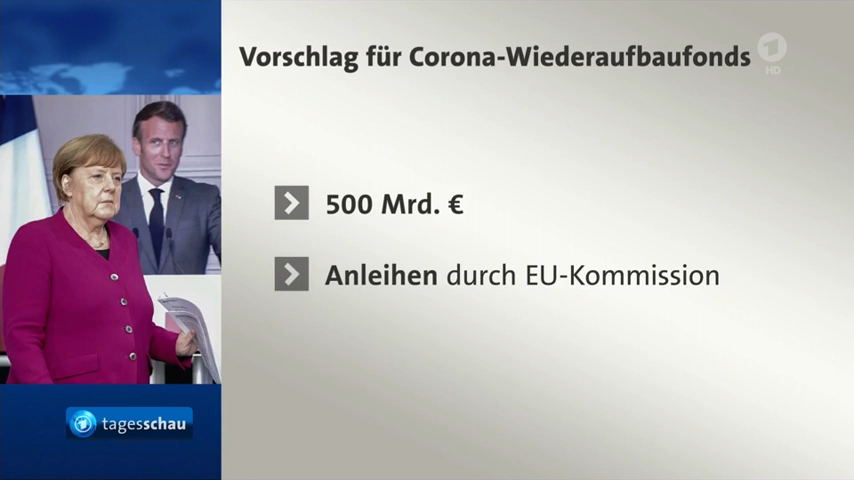 Vorschlag für Corona-Wiederaufbaufonds
1
HD
500 Mrd. €
Anleihen durch EU-Kommission
tagesschau